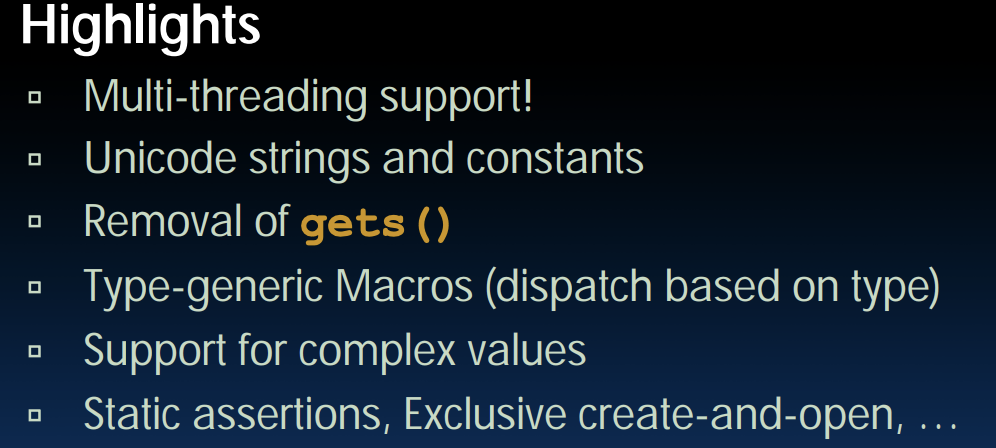 Highlights
Multi-threading support!
Unicode strings and constants
Removal of gets()
Type-generic Macros (dispatch based on type)
Support for complex values
Static assertions, Exclusive create-and-open, …